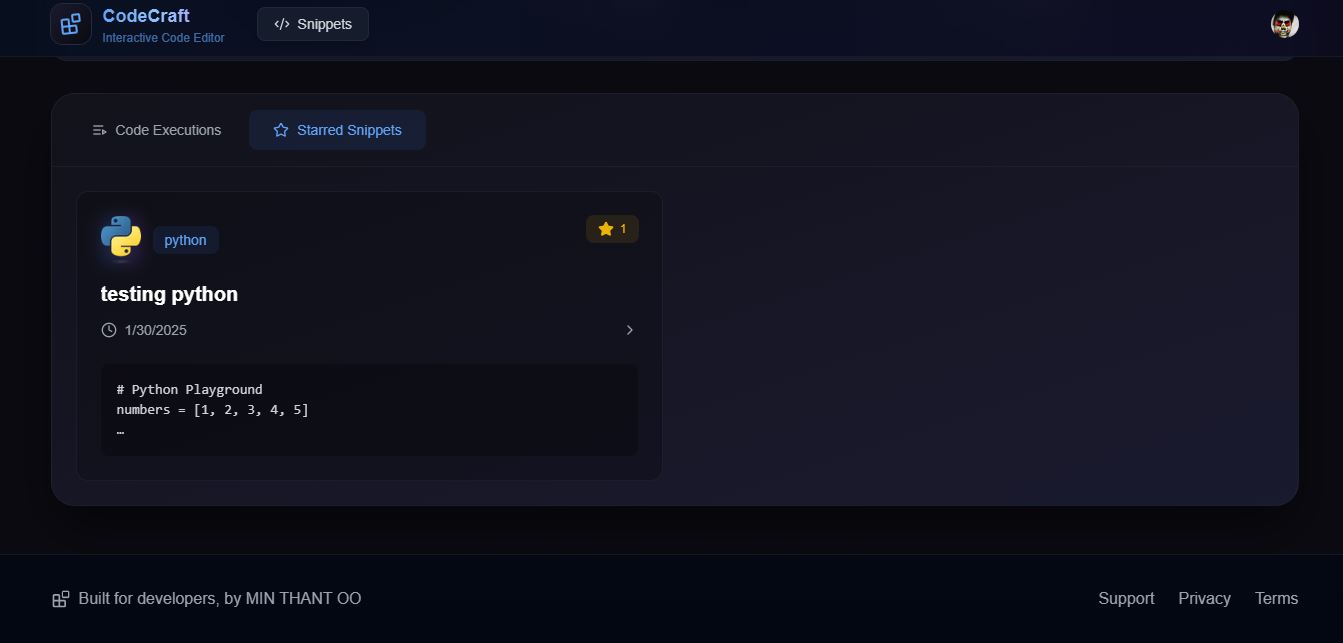 CodeCraft
Interactive Code Editor
</> Snippets
Code Executions
Starred Snippets
python
1
testing python
1/30/2025
# Python Playground
numbers = [1, 2, 3, 4, 5]
…
Built for developers, by MIN THANT OO
Support
Privacy
Terms